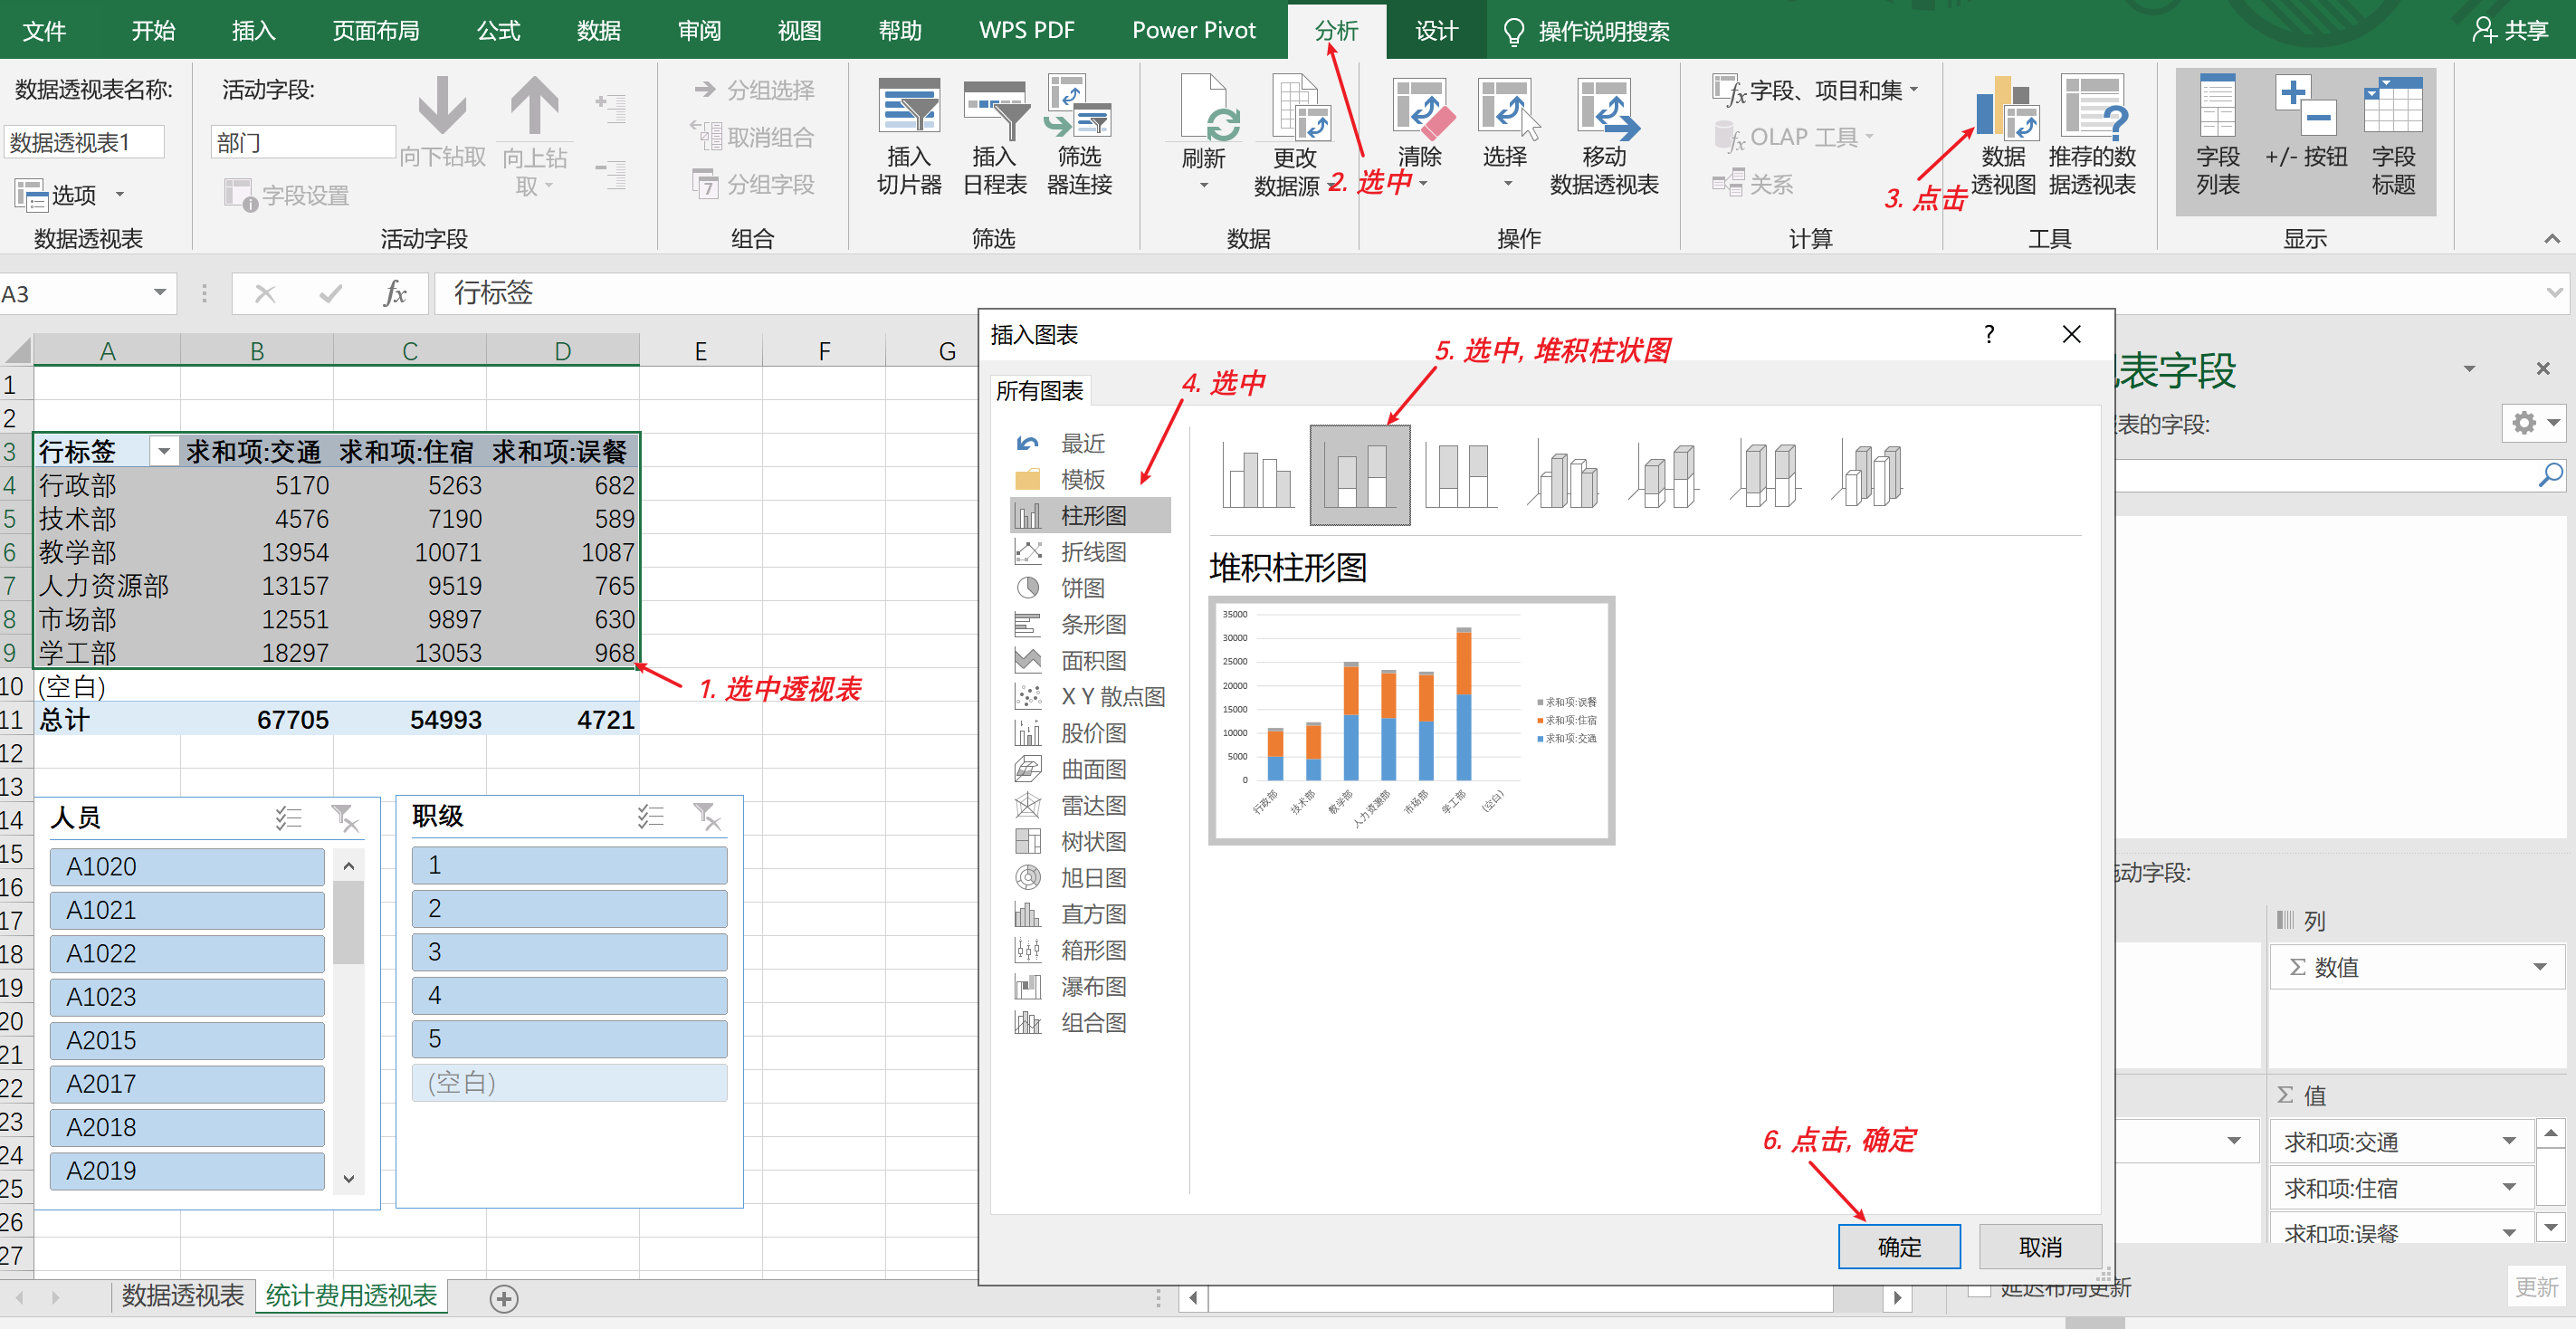 文件 开始 插入 页面布局 公式 数据 审阅 视图 帮助 WPS PDF Power Pivot 分析 设计 操作说明搜索 共享
数据透视表名称:
数据透视表1
选项
数据透视表
活动字段:
部门
字段设置
向下钻取
向上钻
取
活动字段
分组选择
取消组合
7 分组字段
组合
插入
切片器
插入
日程表
筛选
器连接
筛选
刷新
更改
数据源
数据
2. 选中
清除
选择
移动
数据透视表
操作
fx 字段、项目和集
fx OLAP 工具
关系
计算
3. 点击
数据
透视图
推荐的数
据透视表
工具
字段
列表
+/- 按钮
字段
标题
显示
A3 fx 行标签
A B C D E F G
1
2
3 行标签 求和项:交通 求和项:住宿 求和项:误餐
4 行政部 5170 5263 682
5 技术部 4576 7190 589
6 教学部 13954 10071 1087
7 人力资源部 13157 9519 765
8 市场部 12551 9897 630
9 学工部 18297 13053 968
10 (空白)
11 总计 67705 54993 4721
12
13
14
15
16
17
18
19
20
21
22
23
24
25
26
27
1. 选中透视表
人员
A1020
A1021
A1022
A1023
A2015
A2017
A2018
A2019
职级
1
2
3
4
5
(空白)
插入图表 ?
所有图表
4. 选中
5. 选中, 堆积柱状图
最近
模板
柱形图
折线图
饼图
条形图
面积图
X Y 散点图
股价图
曲面图
雷达图
树状图
旭日图
直方图
箱形图
瀑布图
组合图
堆积柱形图
35000
30000
25000
20000
15000
10000
5000
0
行政部 技术部 教学部 人力资源部 市场部 学工部 (空白)
求和项:误餐
求和项:住宿
求和项:交通
6. 点击, 确定
确定 取消
表字段
表的字段:
动字段:
列
Σ 数值
Σ 值
求和项:交通
求和项:住宿
求和项:误餐
延迟布局更新 更新
数据透视表 统计费用透视表